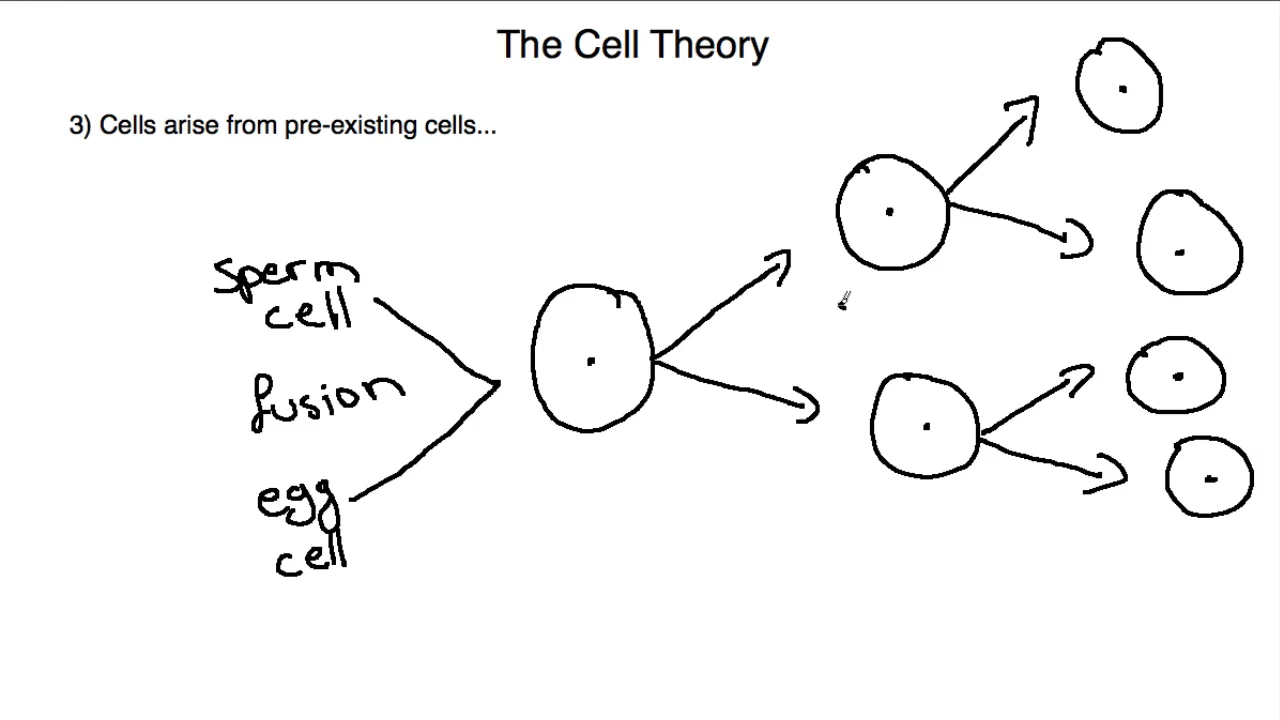 The Cell Theory
3) Cells arise from pre-existing cells...
sperm
cell
fusion
egg
cell